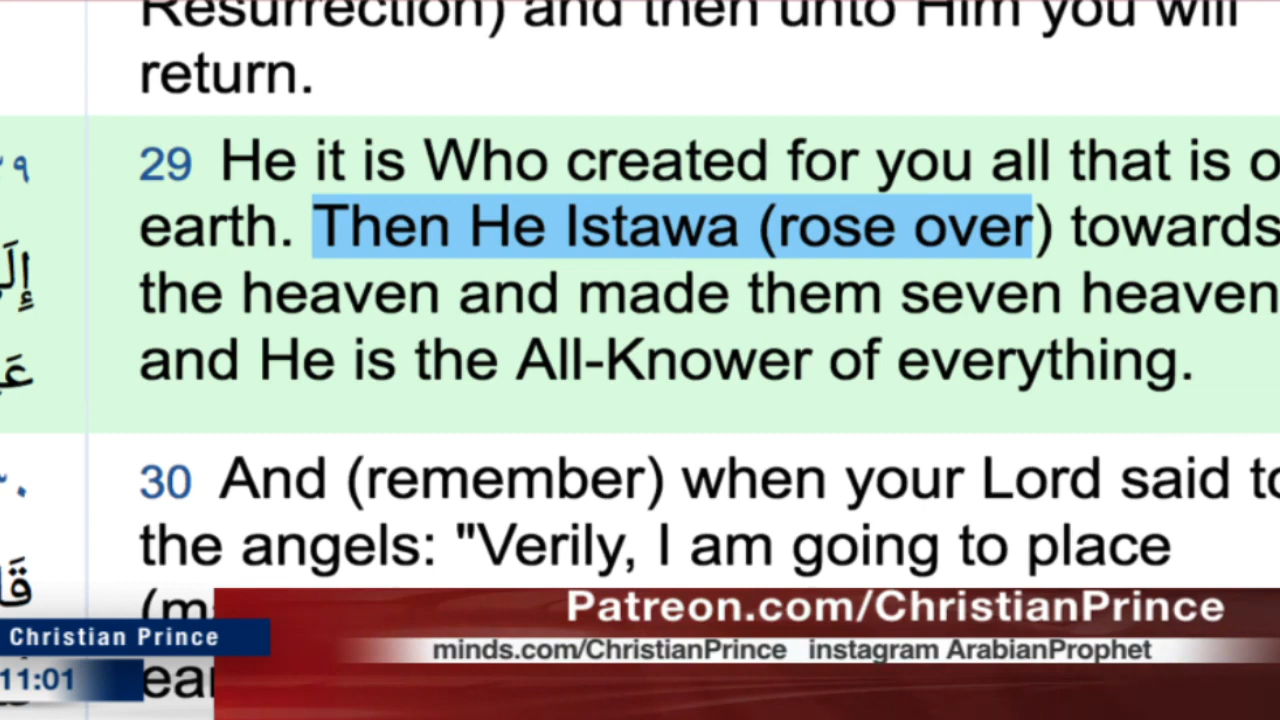 Resurrection) and then unto Him you will
return.
29 He it is Who created for you all that is
earth. Then He Istawa (rose over) towards
the heaven and made them seven heaven
and He is the All-Knower of everything.
30 And (remember) when your Lord said to
the angels: "Verily, I am going to place
Patreon.com/ChristianPrince
Christian Prince
minds.com/ChristianPrince instagram ArabianProphet
11:01